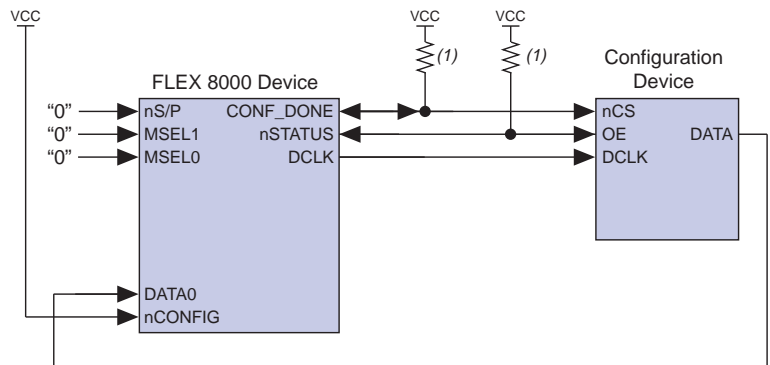 VCC
VCC
VCC
(1)
(1)
FLEX 8000 Device
Configuration
Device
“0”
nS/P
CONF_DONE
nCS
“0”
MSEL1
nSTATUS
OE
DATA
“0”
MSEL0
DCLK
DCLK
DATA0
nCONFIG